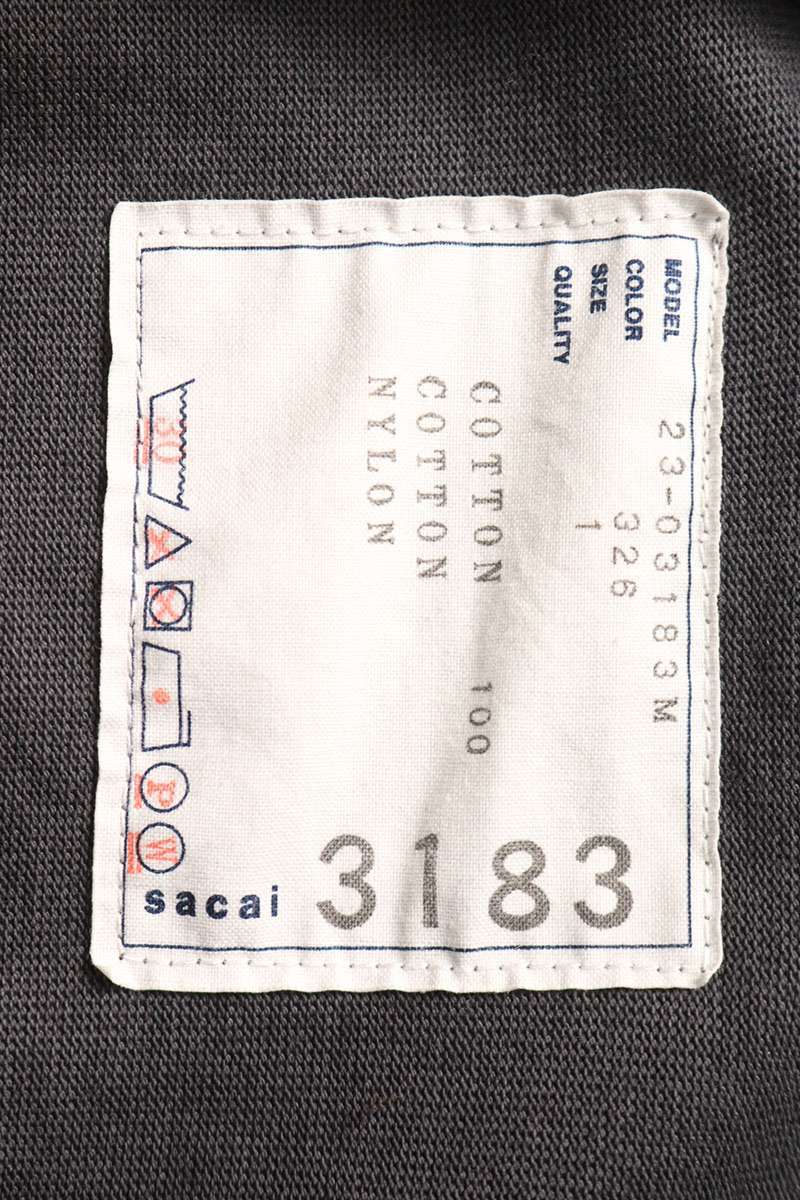 MODEL 23-03183M
COLOR 326
SIZE 1
QUALITY
COTTON 100
COTTON
NYLON
30
P
W
sacai
3183